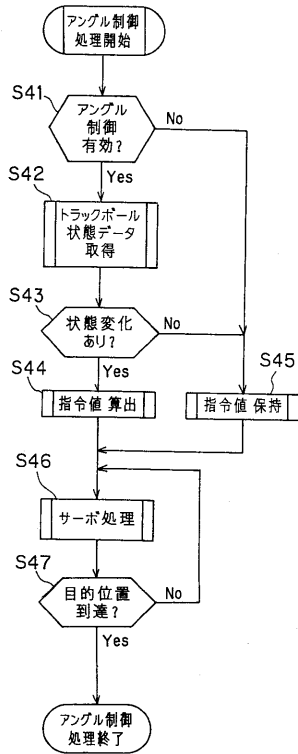 アングル制御
処理開始
S41
アングル
制御
有効?
No
Yes
S42
トラックボール
状態データ
取得
S43
状態変化
あり?
No
Yes
S44
指令値 算出
S45
指令値 保持
S46
サーボ処理
S47
目的位置
到達?
No
Yes
アングル制御
処理終了